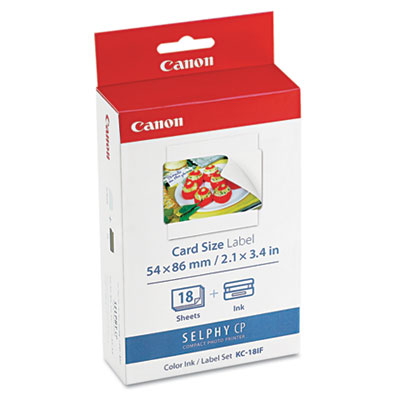 Canon
Canon
Card Size Label
54 × 86 mm / 2.1 × 3.4 in
18
+
Sheets
Ink
SELPHY CP
COMPACT PHOTO PRINTER
Color Ink / Label Set KC-18IF